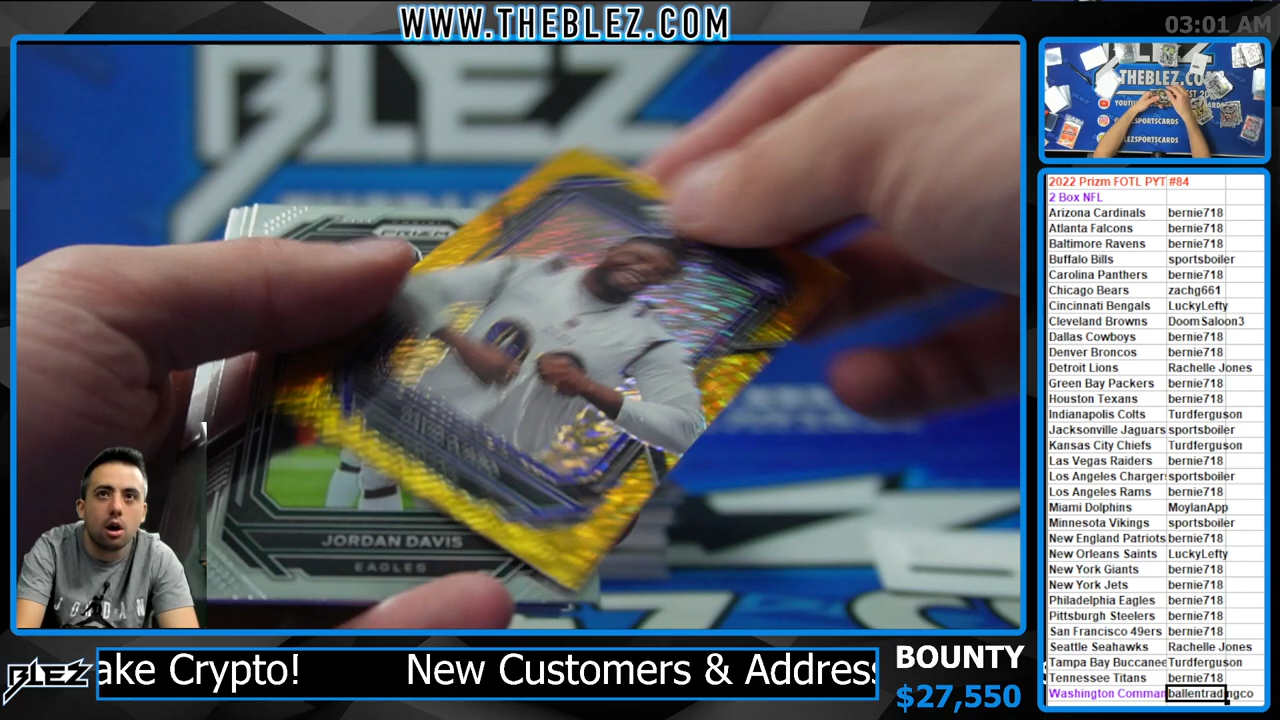 WWW.THEBLEZ.COM
03:01 AM
BLEZ
PRIZM
JORDAN DAVIS
EAGLES
JORDAN
THEBLEZ.COM
2022 Prizm FOTL PYT #84
2 Box NFL
Arizona Cardinals bernie718
Atlanta Falcons bernie718
Baltimore Ravens bernie718
Buffalo Bills sportsboiler
Carolina Panthers bernie718
Chicago Bears zachg661
Cincinnati Bengals LuckyLefty
Cleveland Browns DoomSaloon3
Dallas Cowboys bernie718
Denver Broncos bernie718
Detroit Lions Rachelle Jones
Green Bay Packers bernie718
Houston Texans bernie718
Indianapolis Colts Turdferguson
Jacksonville Jaguars sportsboiler
Kansas City Chiefs Turdferguson
Las Vegas Raiders bernie718
Los Angeles Charger sportsboiler
Los Angeles Rams bernie718
Miami Dolphins MoylanApp
Minnesota Vikings sportsboiler
New England Patriots bernie718
New Orleans Saints LuckyLefty
New York Giants bernie718
New York Jets bernie718
Philadelphia Eagles bernie718
Pittsburgh Steelers bernie718
San Francisco 49ers bernie718
Seattle Seahawks Rachelle Jones
Tampa Bay Buccanee Turdferguson
Tennessee Titans bernie718
Washington Comman ballentradingco
BLEZ
ake Crypto! New Customers & Address
BOUNTY
$27,550